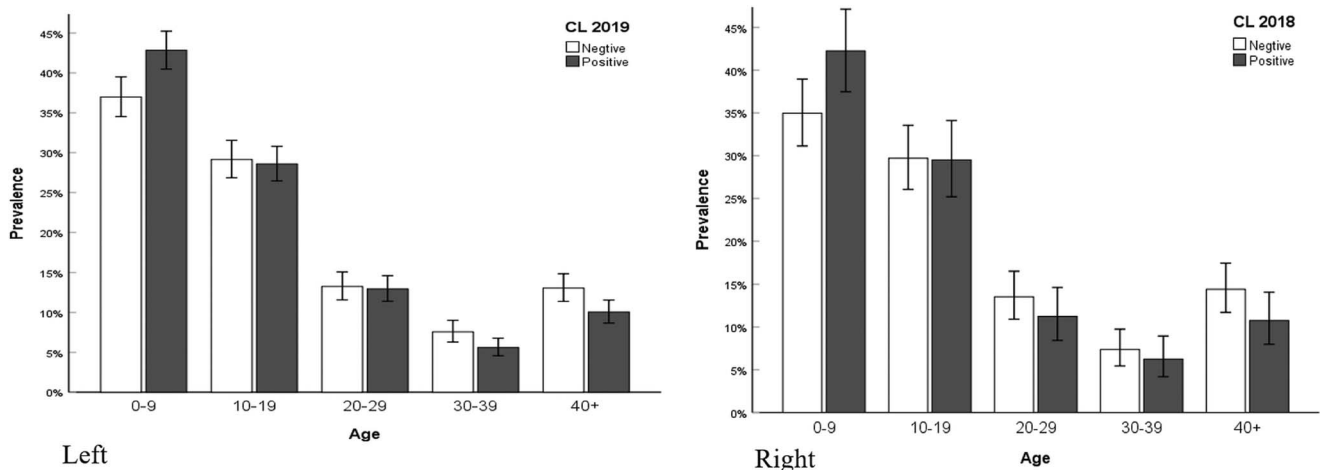 CL 2019
Negtive
Positive
45%
40%
35%
30%
25%
20%
15%
10%
5%
0%
Prevalence
0-9 10-19 20-29 30-39 40+
Age
Left
CL 2018
Negtive
Positive
45%
40%
35%
30%
25%
20%
15%
10%
5%
0%
Prevalence
0-9 10-19 20-29 30-39 40+
Age
Right